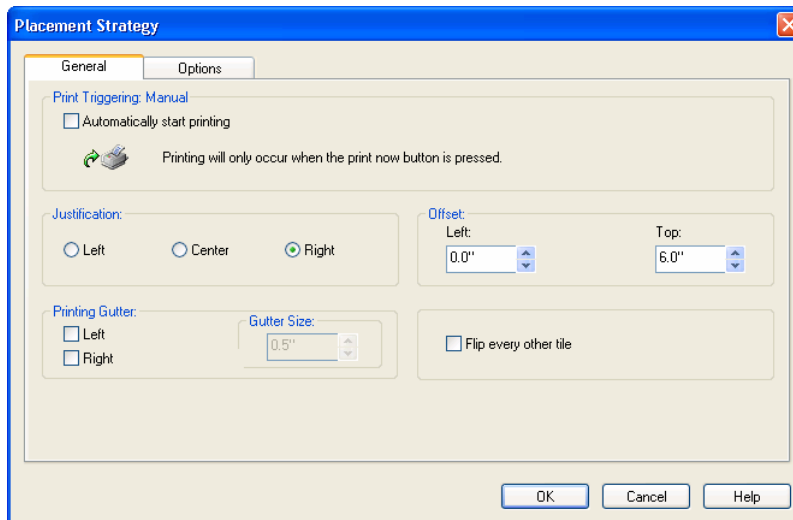 Placement Strategy
General Options
Print Triggering: Manual
Automatically start printing
Printing will only occur when the print now button is pressed.
Justification:
Left Center Right
Offset:
Left: Top:
0.0" 6.0"
Printing Gutter:
Left
Right
Gutter Size:
0.5"
Flip every other tile
OK Cancel Help